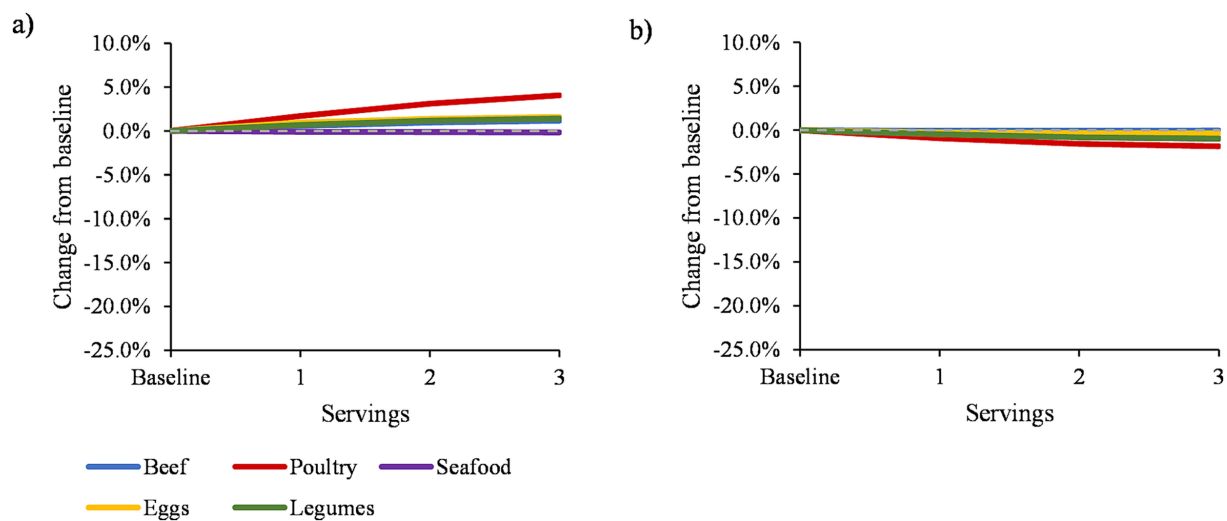 a)
10.0%
5.0%
0.0%
-5.0%
-10.0%
-15.0%
-20.0%
-25.0%
Change from baseline
Baseline 1 2 3
Servings
b)
10.0%
5.0%
0.0%
-5.0%
-10.0%
-15.0%
-20.0%
-25.0%
Change from baseline
Baseline 1 2 3
Servings
Beef Poultry Seafood
Eggs Legumes